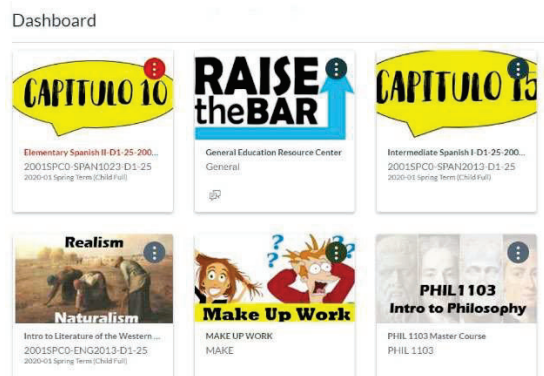 Dashboard
CAPITULO 10
Elementary Spanish II-D1-25-200...
2001SPC0-SPAN1023-D1-25
2020-01 Spring Term (Child Full)
RAISE
the BAR
General Education Resource Center
General
CAPITULO 15
Intermediate Spanish I-D1-25-200...
2001SPC0-SPAN2013-D1-25
2020-01 Spring Term (Child Full)
Realism
Naturalism
Intro to Literature of the Western ...
2001SPC0-ENG2013-D1-25
2020-01 Spring Term (Child Full)
? ? ? ?
Make Up Work
MAKE UP WORK
MAKE
PHIL1103
Intro to Philosophy
PHIL 1103 Master Course
PHIL 1103